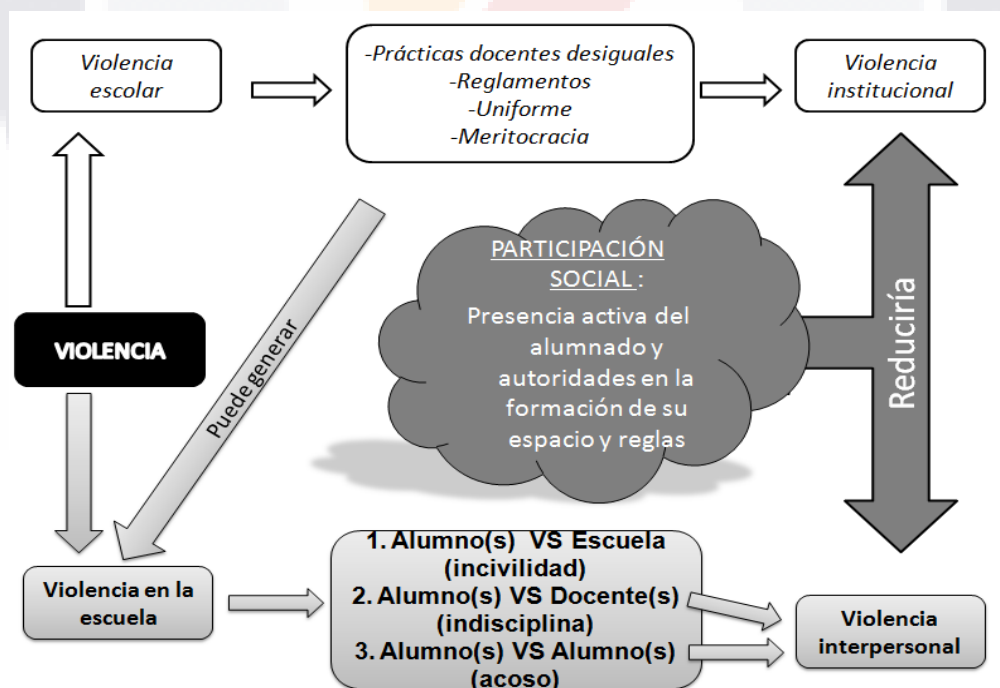 Violencia
escolar
-Prácticas docentes desiguales
-Reglamentos
-Uniforme
-Meritocracia
Violencia
institucional
PARTICIPACIÓN
SOCIAL :
Presencia activa del
alumnado y
autoridades en la
formación de su
espacio y reglas
Reduciría
VIOLENCIA
Puede generar
Violencia en la
escuela
1. Alumno(s) VS Escuela
(incivilidad)
2. Alumno(s) VS Docente(s)
(indisciplina)
3. Alumno(s) VS Alumno(s)
(acoso)
Violencia
interpersonal